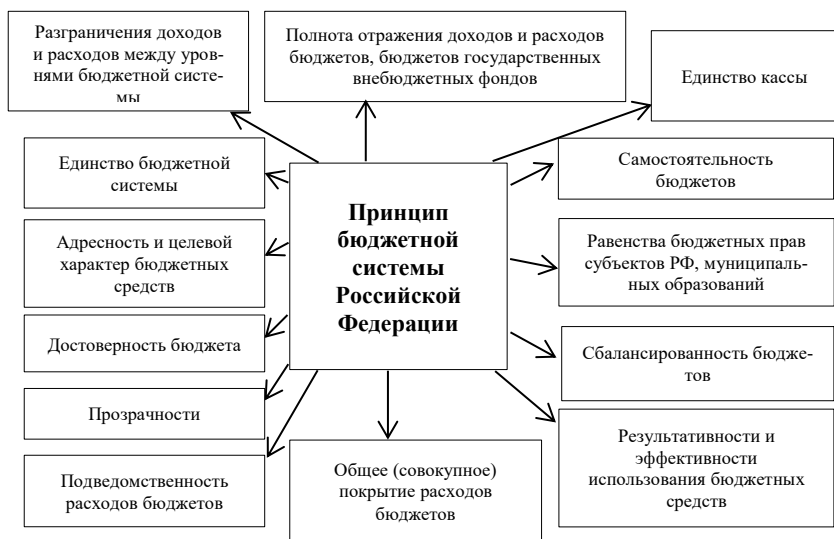 Разграничения доходов
и расходов между уров-
нями бюджетной систе-
мы
Полнота отражения доходов и расходов
бюджетов, бюджетов государственных
внебюджетных фондов
Единство кассы
Единство бюджетной
системы
Самостоятельность
бюджетов
Принцип
бюджетной
системы
Российской
Федерации
Адресность и целевой
характер бюджетных
средств
Равенства бюджетных прав
субъектов РФ, муниципаль-
ных образований
Достоверность бюджета
Сбалансированность бюдже-
тов
Прозрачности
Результативности и
эффективности
использования бюджетных
средств
Подведомственность
расходов бюджетов
Общее (совокупное)
покрытие расходов
бюджетов